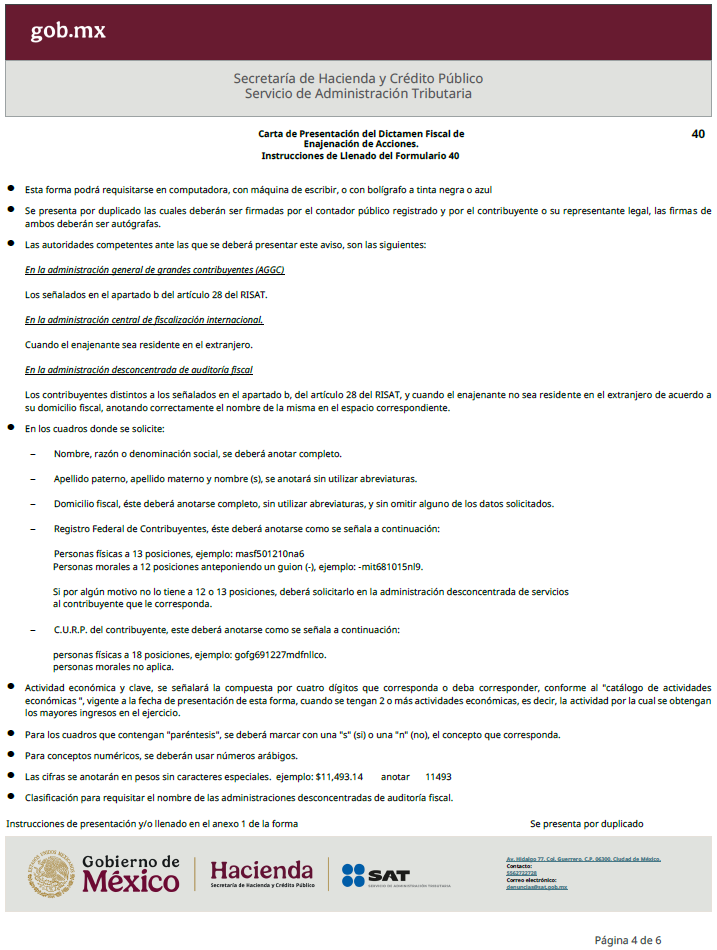 gob.mx
Secretaría de Hacienda y Crédito Público
Servicio de Administración Tributaria
Carta de Presentación del Dictamen Fiscal de
Enajenación de Acciones.
Instrucciones de Llenado del Formulario 40
40
● Esta forma podrá requisitarse en computadora, con máquina de escribir, o con bolígrafo a tinta negra o azul
● Se presenta por duplicado las cuales deberán ser firmadas por el contador público registrado y por el contribuyente o su representante legal, las firmas de
ambos deberán ser autógrafas.
● Las autoridades competentes ante las que se deberá presentar este aviso, son las siguientes:
En la administración general de grandes contribuyentes (AGGC)
Los señalados en el apartado b del artículo 28 del RISAT.
En la administración central de fiscalización internacional.
Cuando el enajenante sea residente en el extranjero.
En la administración desconcentrada de auditoría fiscal
Los contribuyentes distintos a los señalados en el apartado b, del artículo 28 del RISAT, y cuando el enajenante no sea residente en el extranjero de acuerdo a
su domicilio fiscal, anotando correctamente el nombre de la misma en el espacio correspondiente.
● En los cuadros donde se solicite:
– Nombre, razón o denominación social, se deberá anotar completo.
– Apellido paterno, apellido materno y nombre (s), se anotará sin utilizar abreviaturas.
– Domicilio fiscal, éste deberá anotarse completo, sin utilizar abreviaturas, y sin omitir alguno de los datos solicitados.
– Registro Federal de Contribuyentes, éste deberá anotarse como se señala a continuación:
Personas físicas a 13 posiciones, ejemplo: masf501210na6
Personas morales a 12 posiciones anteponiendo un guion (-), ejemplo: -mit681015nl9.
Si por algún motivo no lo tiene a 12 o 13 posiciones, deberá solicitarlo en la administración desconcentrada de servicios
al contribuyente que le corresponda.
– C.U.R.P. del contribuyente, este deberá anotarse como se señala a continuación:
personas físicas a 18 posiciones, ejemplo: gofg691227mdfnllco.
personas morales no aplica.
● Actividad económica y clave, se señalará la compuesta por cuatro dígitos que corresponda o deba corresponder, conforme al "catálogo de actividades
económicas ", vigente a la fecha de presentación de esta forma, cuando se tengan 2 o más actividades económicas, es decir, la actividad por la cual se obtengan
los mayores ingresos en el ejercicio.
● Para los cuadros que contengan "paréntesis", se deberá marcar con una "s" (si) o una "n" (no), el concepto que corresponda.
● Para conceptos numéricos, se deberán usar números arábigos.
● Las cifras se anotarán en pesos sin caracteres especiales. ejemplo: $11,493.14 anotar 11493
● Clasificación para requisitar el nombre de las administraciones desconcentradas de auditoría fiscal.
Instrucciones de presentación y/o llenado en el anexo 1 de la forma Se presenta por duplicado
Gobierno de
México
Hacienda
Secretaría de Hacienda y Crédito Público
SAT
SERVICIO DE ADMINISTRACIÓN TRIBUTARIA
Av. Hidalgo 77, Col. Guerrero, C.P. 06300, Ciudad de México.
Contacto:
5562722728
Correo electrónico:
denuncias@sat.gob.mx
Página 4 de 6